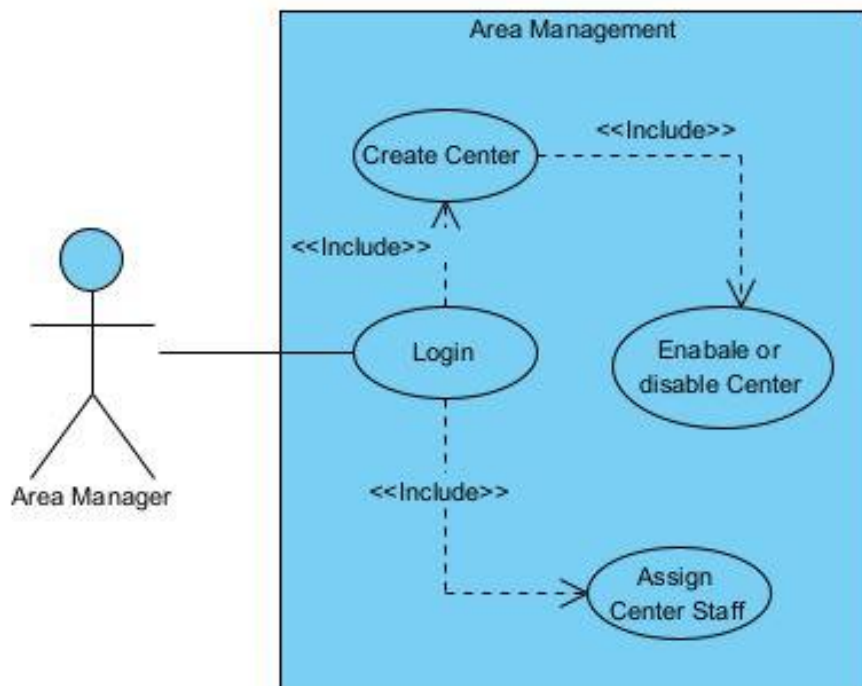 Area Management
<<Include>>
Create Center
<<Include>>
Login
Enabale or
disable Center
Area Manager
<<Include>>
Assign
Center Staff